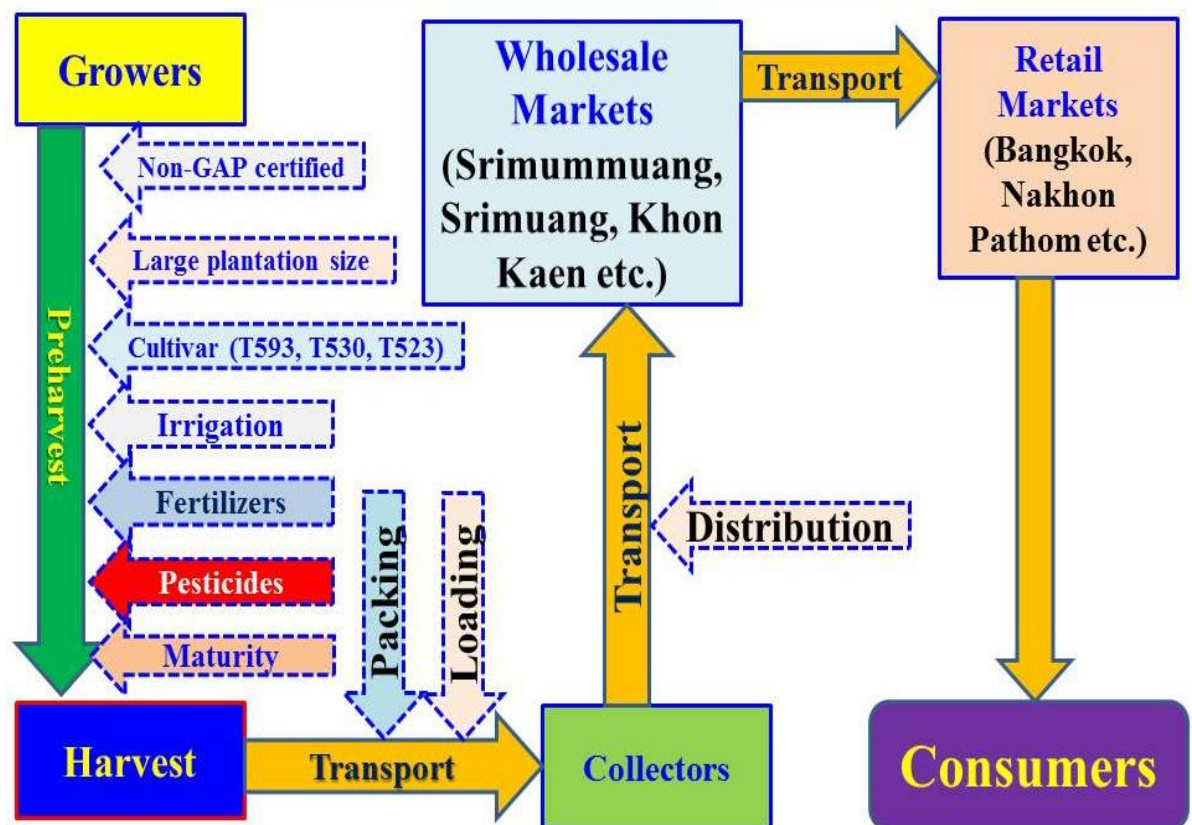 Growers
Non-GAP certified
Large plantation size
Cultivar (T593, T530, T523)
Irrigation
Fertilizers
Pesticides
Maturity
Preharvest
Harvest
Packing
Loading
Transport
Collectors
Transport
Distribution
Wholesale
Markets
(Srimummuang,
Srimuang, Khon
Kaen etc.)
Transport
Retail
Markets
(Bangkok,
Nakhon
Pathom etc.)
Consumers